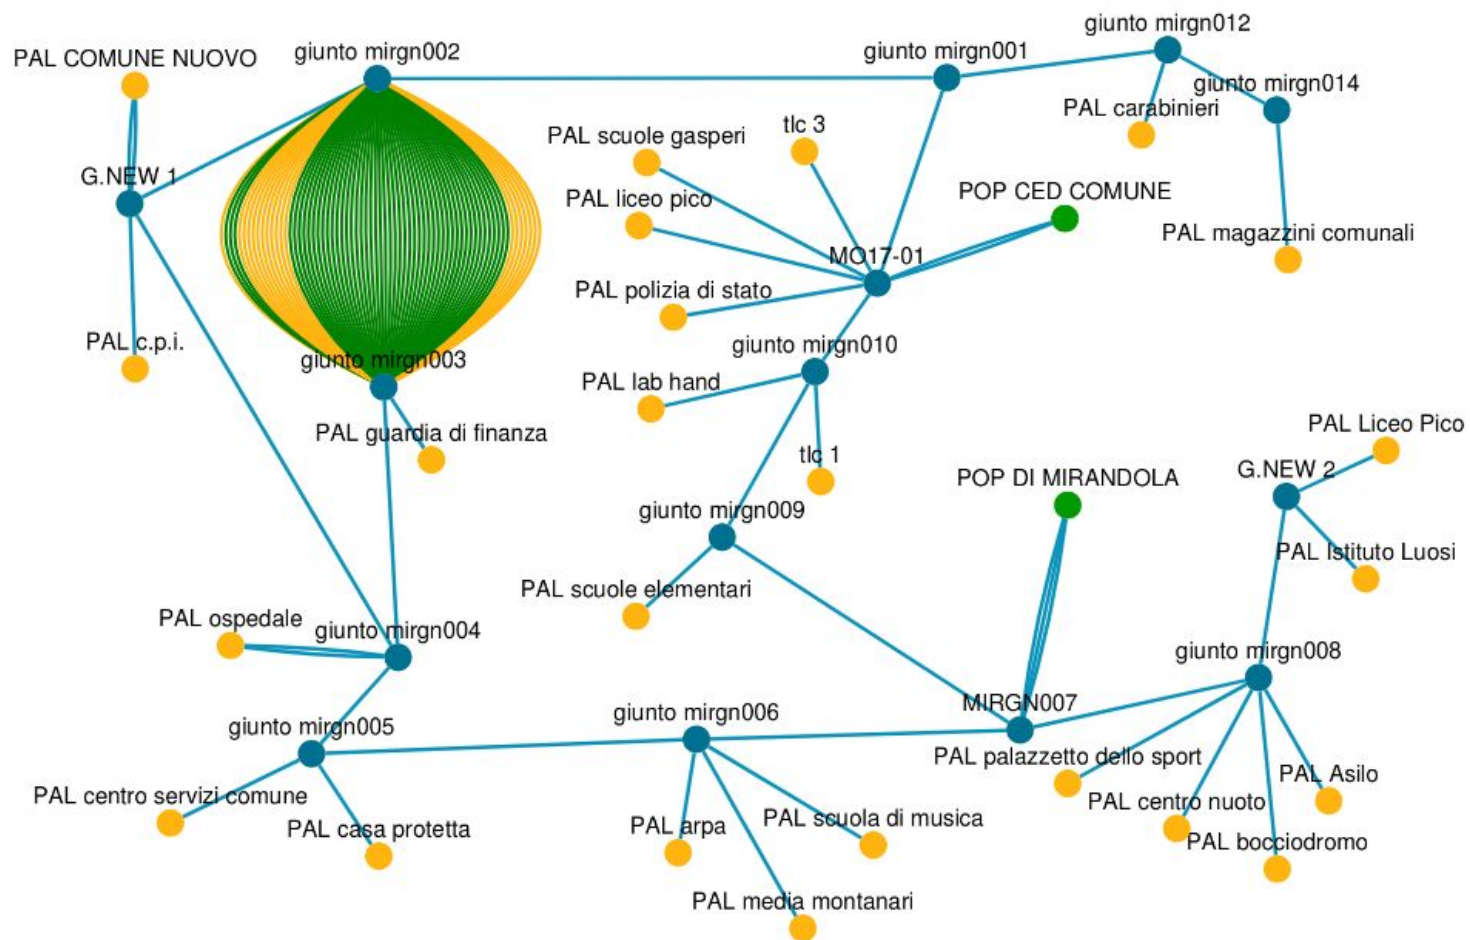 giunto mirgn012
giunto mirgn002
giunto mirgn001
PAL COMUNE NUOVO
giunto mirgn014
PAL carabinieri
tlc 3
PAL scuole gasperi
G.NEW 1
POP CED COMUNE
PAL liceo pico
PAL magazzini comunali
MO17-01
PAL polizia di stato
PAL c.p.i.
giunto mirgn010
giunto mirgn003
PAL lab hand
PAL Liceo Pico
PAL guardia di finanza
tlc 1
G.NEW 2
POP DI MIRANDOLA
giunto mirgn009
PAL Istituto Luosi
PAL scuole elementari
PAL ospedale
giunto mirgn004
giunto mirgn008
MIRGN007
giunto mirgn006
giunto mirgn005
PAL palazzetto dello sport
PAL Asilo
PAL centro servizi comune
PAL centro nuoto
PAL scuola di musica
PAL arpa
PAL casa protetta
PAL bocciodromo
PAL media montanari